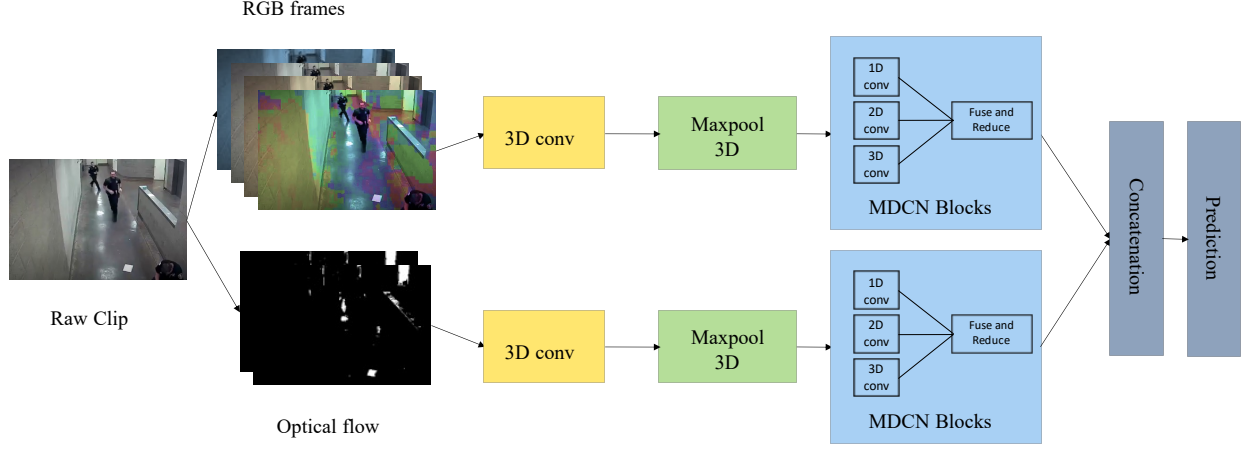 RGB frames
Raw Clip
Optical flow
3D conv
Maxpool
3D
1D
conv
2D
conv
3D
conv
Fuse and
Reduce
MDCN Blocks
3D conv
Maxpool
3D
1D
conv
2D
conv
3D
conv
Fuse and
Reduce
MDCN Blocks
Concatenation
Prediction